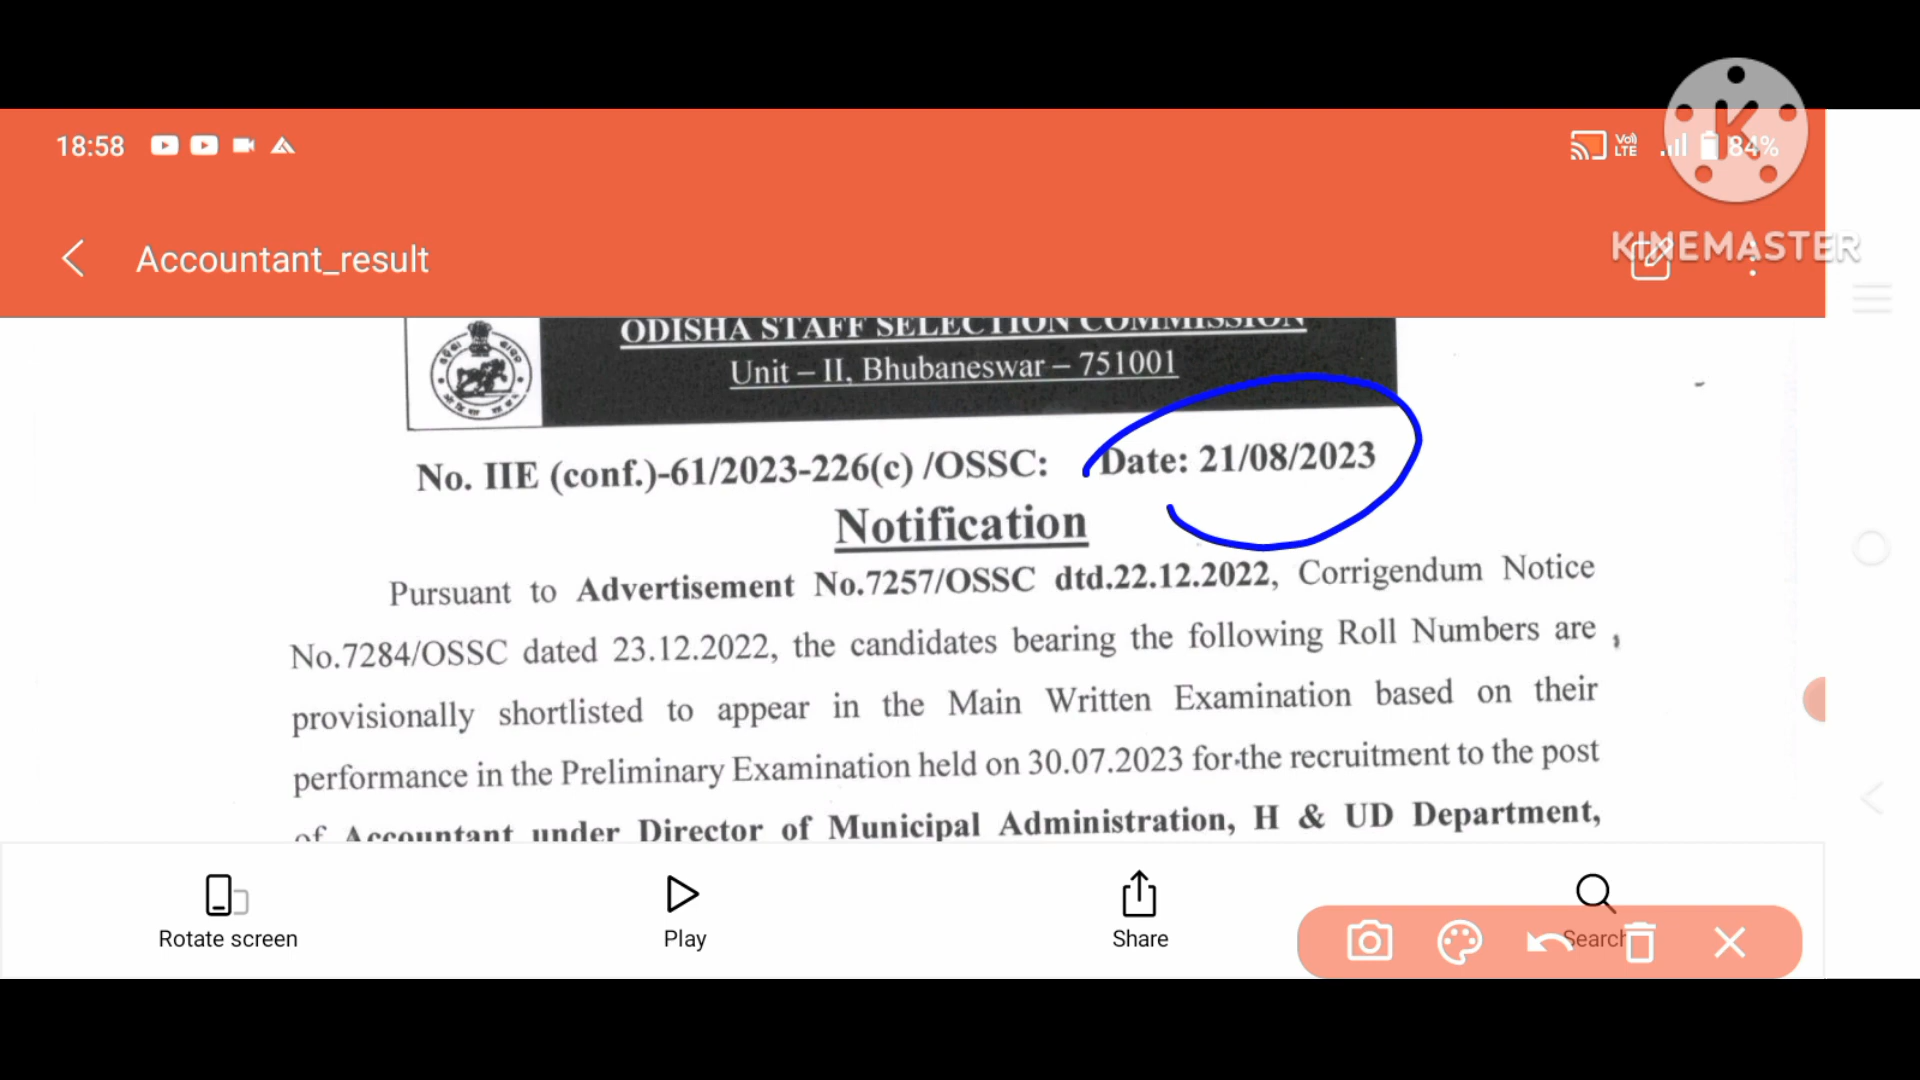 18:58
VoLTE
84%
K
KINEMASTER
Accountant_result
ODISHA STAFF SELECTION COMMISSION
Unit – II, Bhubaneswar – 751001
No. IIE (conf.)-61/2023-226(c) /OSSC: Date: 21/08/2023
Notification
Pursuant to Advertisement No.7257/OSSC dtd.22.12.2022, Corrigendum Notice
No.7284/OSSC dated 23.12.2022, the candidates bearing the following Roll Numbers are
provisionally shortlisted to appear in the Main Written Examination based on their
performance in the Preliminary Examination held on 30.07.2023 for the recruitment to the post
of Accountant under Director of Municipal Administration, H & UD Department,
Rotate screen
Play
Share
Search